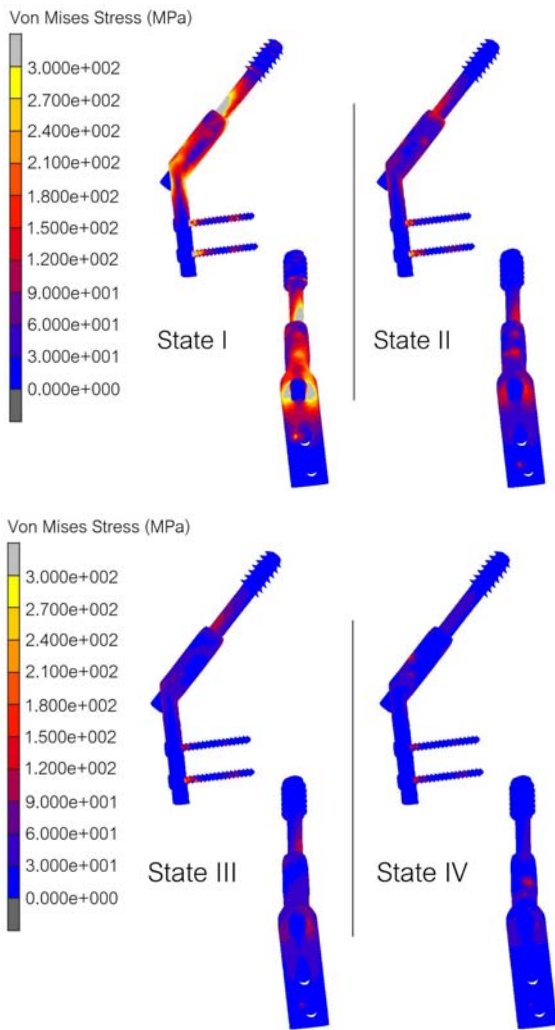 Von Mises Stress (MPa)
3.000e+002
2.700e+002
2.400e+002
2.100e+002
1.800e+002
1.500e+002
1.200e+002
9.000e+001
6.000e+001
3.000e+001
0.000e+000
State I
State II
Von Mises Stress (MPa)
3.000e+002
2.700e+002
2.400e+002
2.100e+002
1.800e+002
1.500e+002
1.200e+002
9.000e+001
6.000e+001
3.000e+001
0.000e+000
State III
State IV